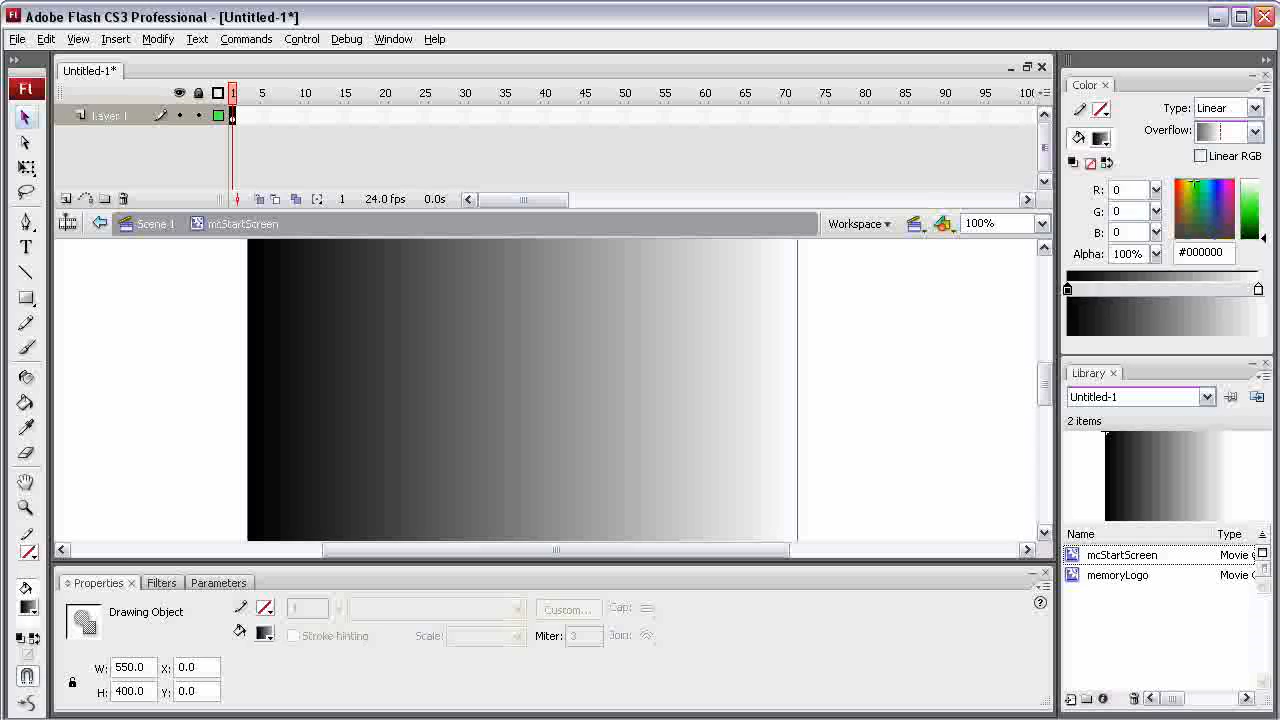 Adobe Flash CS3 Professional - [Untitled-1*]
File Edit View Insert Modify Text Commands Control Debug Window Help
Untitled-1*
1 5 10 15 20 25 30 35 40 45 50 55 60 65 70 75 80 85 90 95 100
Layer 1
1 24.0 fps 0.0s
Scene 1 mcStartScreen Workspace 100%
Fl
Color
Type: Linear
Overflow:
Linear RGB
R: 0
G: 0
B: 0
Alpha: 100% #000000
Library
Untitled-1
2 items
Name Type
mcStartScreen Movie C
memoryLogo Movie C
Properties Filters Parameters
Drawing Object
1 Custom... Cap:
Stroke hinting Scale: Miter: 3 Join:
W: 550.0 X: 0.0
H: 400.0 Y: 0.0